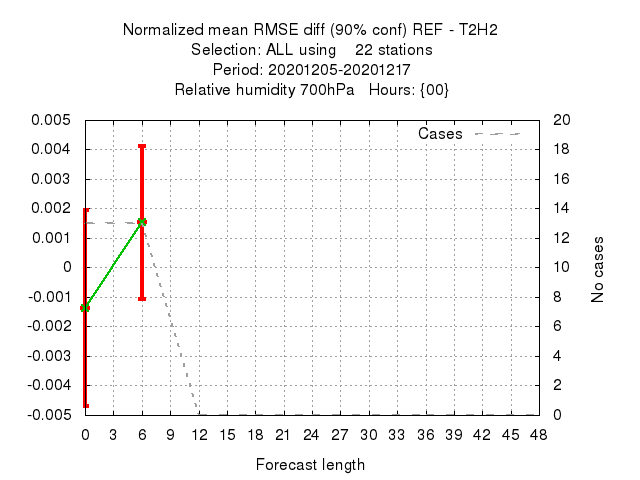 Normalized mean RMSE diff (90% conf) REF - T2H2
Selection: ALL using    22 stations
Period: 20201205-20201217
Relative humidity 700hPa   Hours: {00}
Cases
0.005
0.004
0.003
0.002
0.001
0
-0.001
-0.002
-0.003
-0.004
-0.005
20
18
16
14
12
10
8
6
4
2
0
No cases
0 3 6 9 12 15 18 21 24 27 30 33 36 39 42 45 48
Forecast length